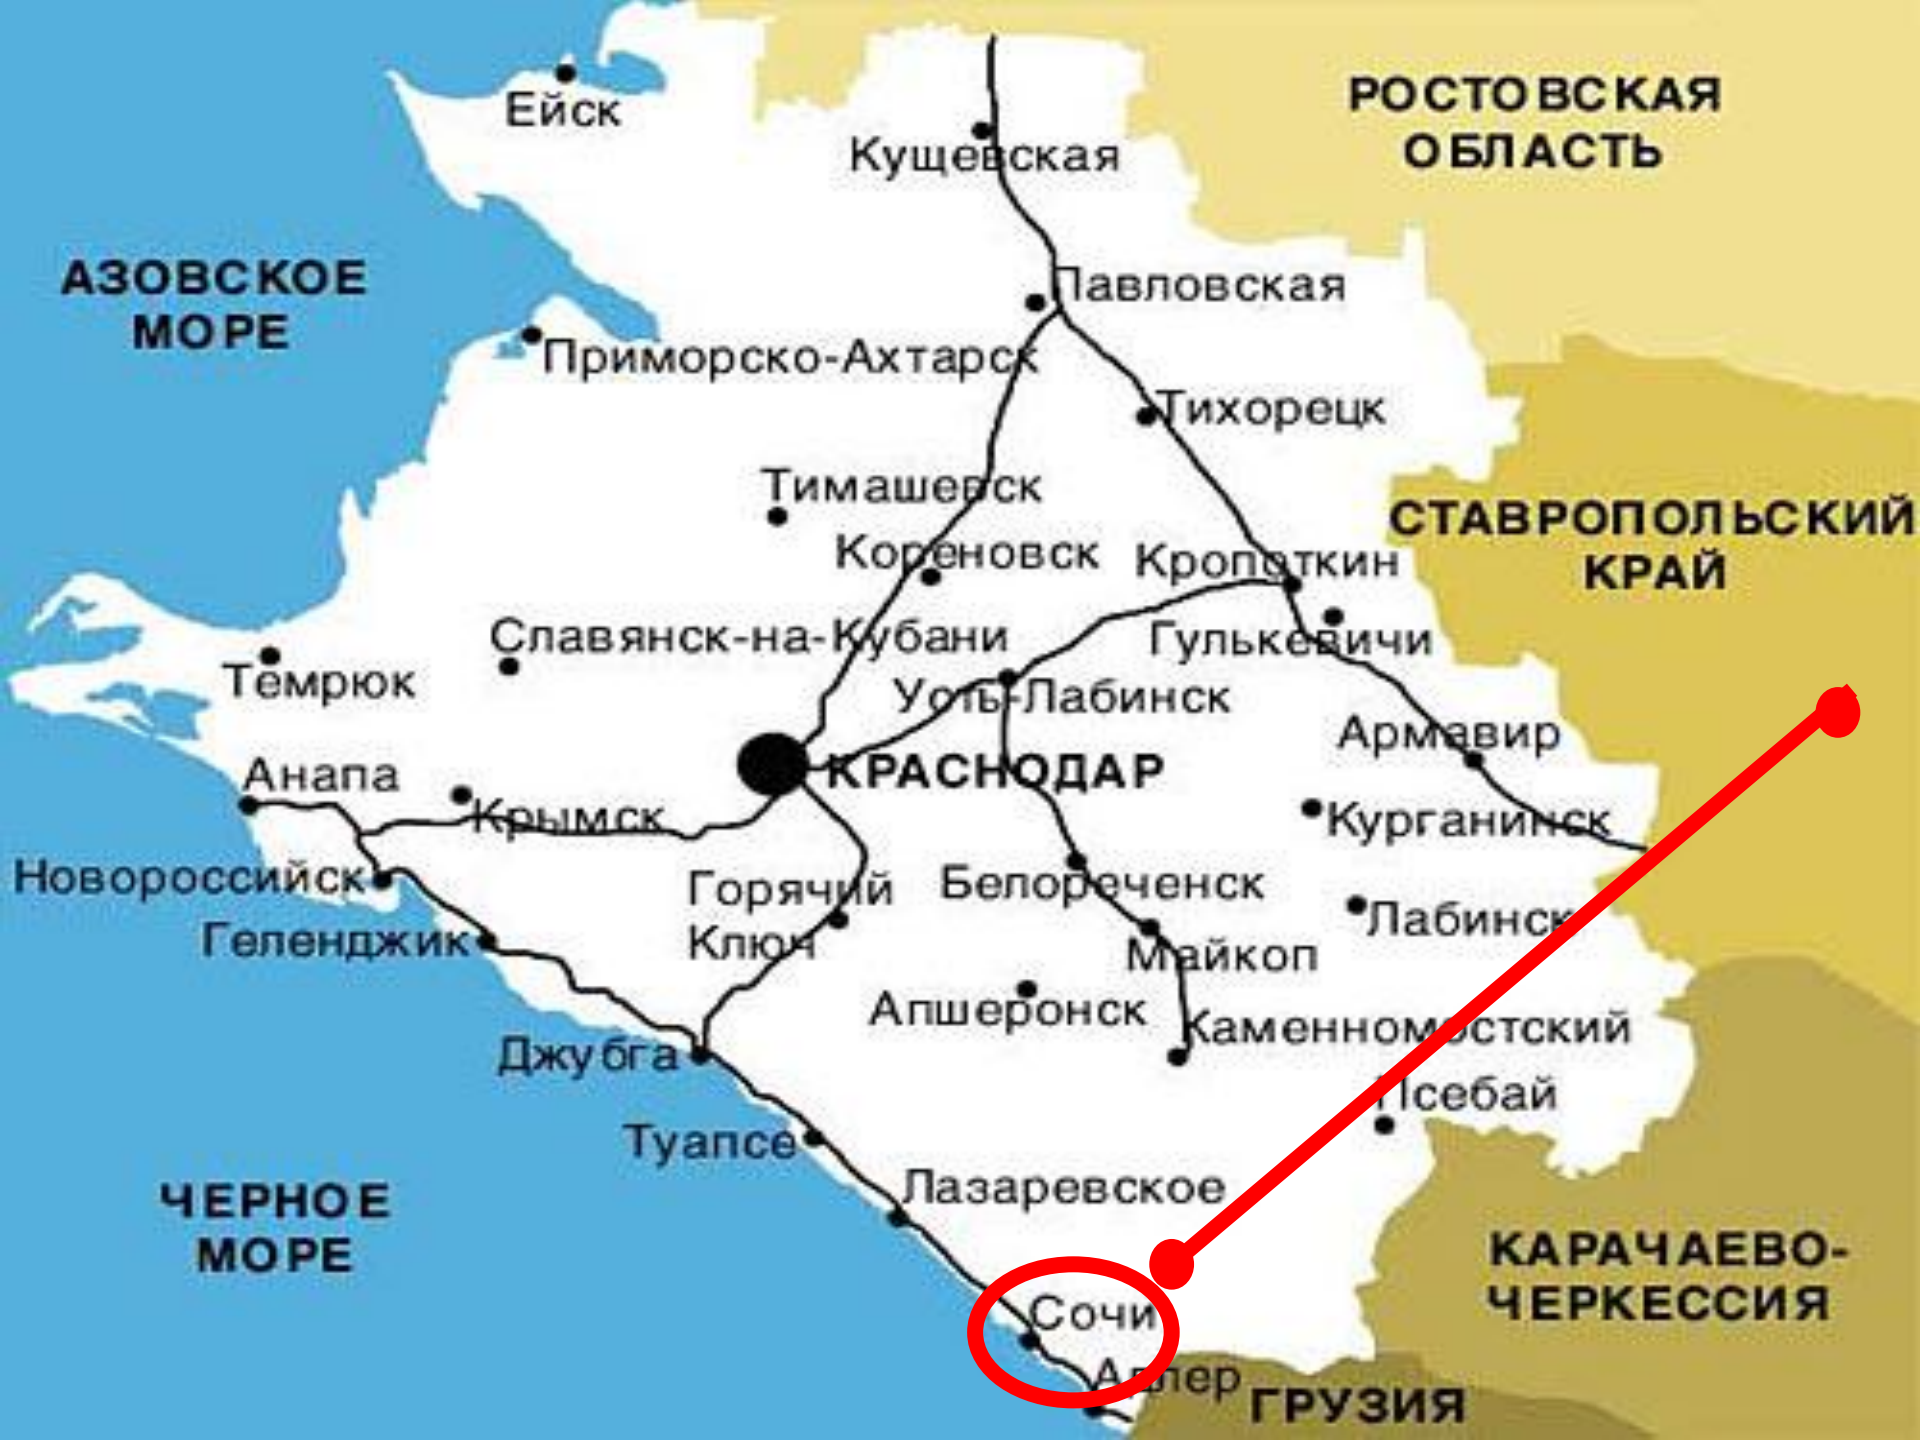 Ейск
РОСТОВСКАЯ
ОБЛАСТЬ
Кущевская
АЗОВСКОЕ
МОРЕ
Павловская
Приморско-Ахтарск
Тихорецк
Тимашевск
СТАВРОПОЛЬСКИЙ
КРАЙ
Кореновск
Кропоткин
Славянск-на-Кубани
Гулькевичи
Темрюк
Усть-Лабинск
Армавир
Анапа
КРАСНОДАР
Крымск
Курганинск
Новороссийск
Горячий
Ключ
Белореченск
Лабинск
Геленджик
Майкоп
Апшеронск
Каменномостский
Джубга
Псебай
Туапсе
Лазаревское
ЧЕРНОЕ
МОРЕ
КАРАЧАЕВО-
ЧЕРКЕССИЯ
Сочи
Адлер
ГРУЗИЯ